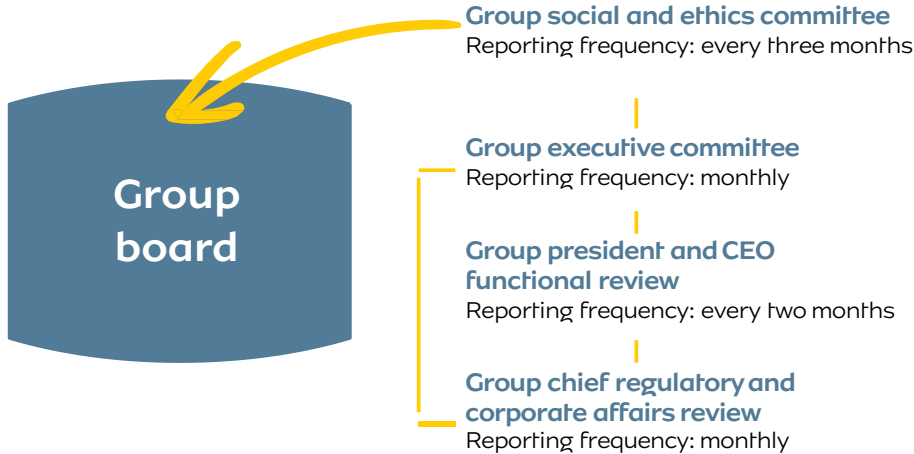 Group social and ethics committee
Reporting frequency: every three months
Group board
Group executive committee
Reporting frequency: monthly
Group president and CEO
functional review
Reporting frequency: every two months
Group chief regulatory and
corporate affairs review
Reporting frequency: monthly